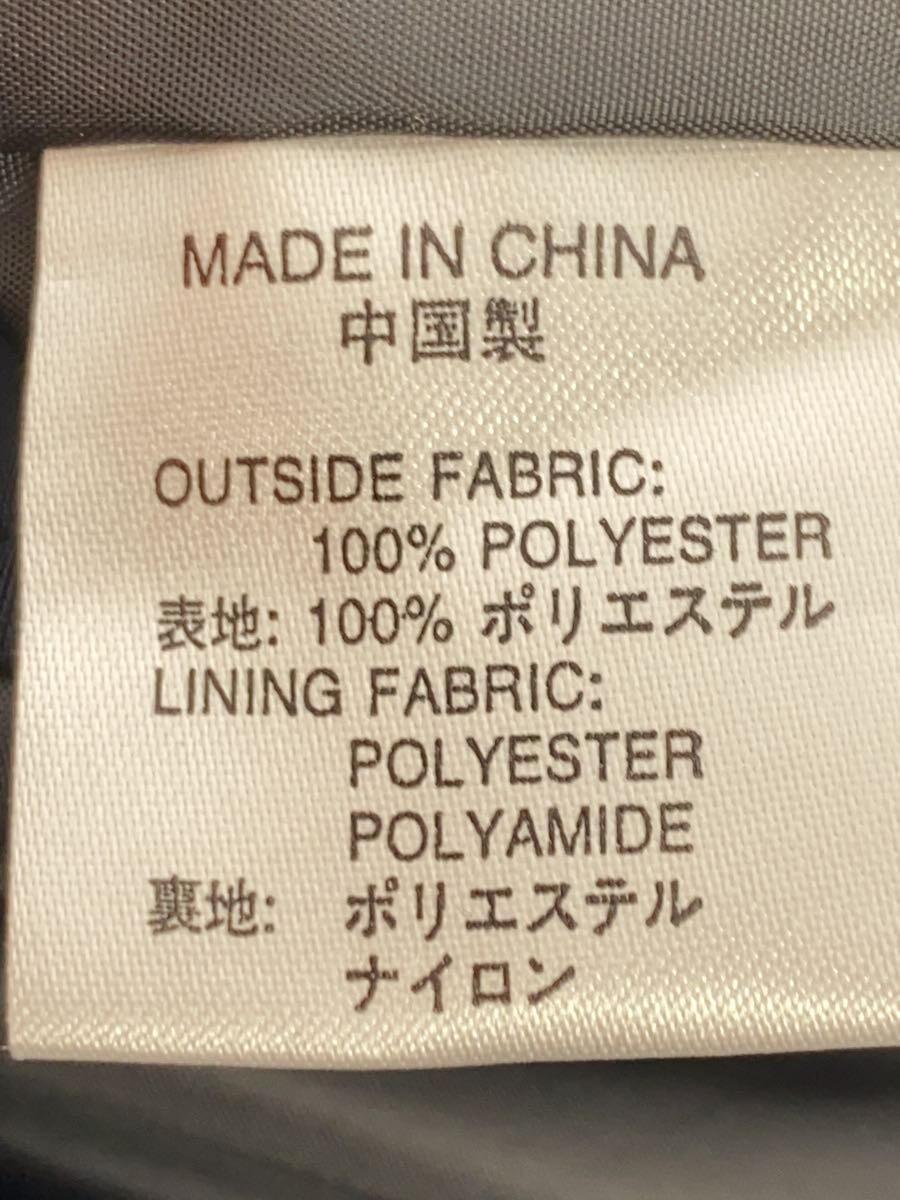 MADE IN CHINA
中国製
OUTSIDE FABRIC:
100% POLYESTER
表地: 100% ポリエステル
LINING FABRIC:
POLYESTER
POLYAMIDE
裏地: ポリエステル
ナイロン